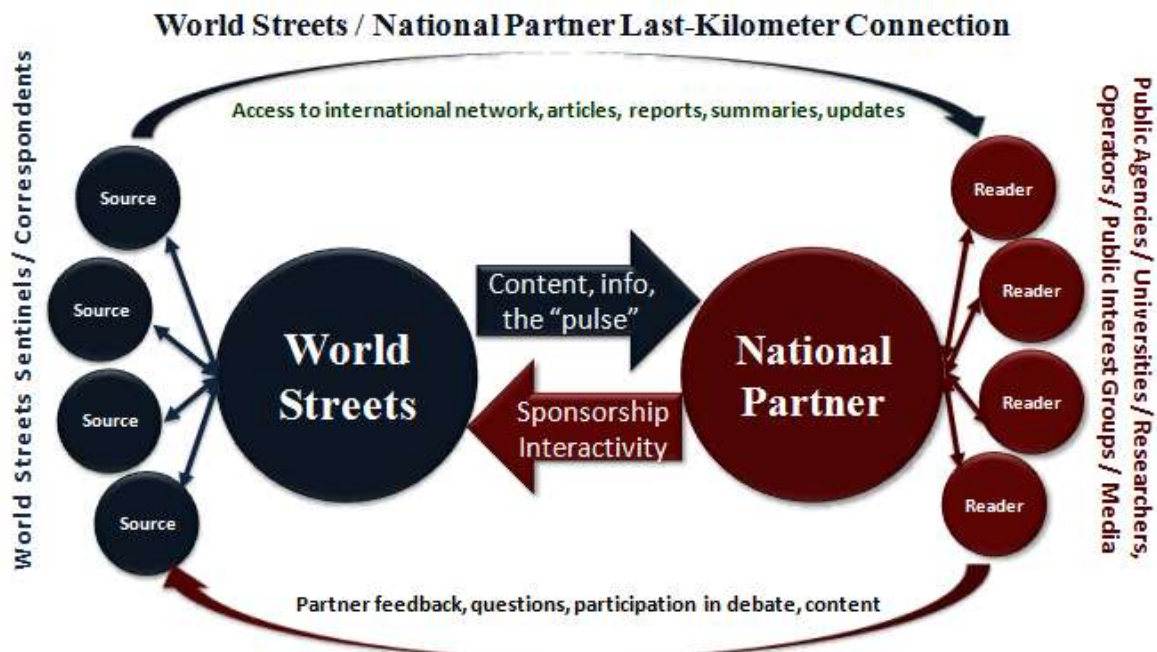 World Streets / National Partner Last-Kilometer Connection
World Streets Sentinels / Correspondents
Access to international network, articles, reports, summaries, updates
Source
Source
Source
Source
World
Streets
Content, info,
the “pulse”
Sponsorship
Interactivity
National
Partner
Reader
Reader
Reader
Reader
Public Agencies / Universities / Researchers,
Operators / Public Interest Groups / Media
Partner feedback, questions, participation in debate, content